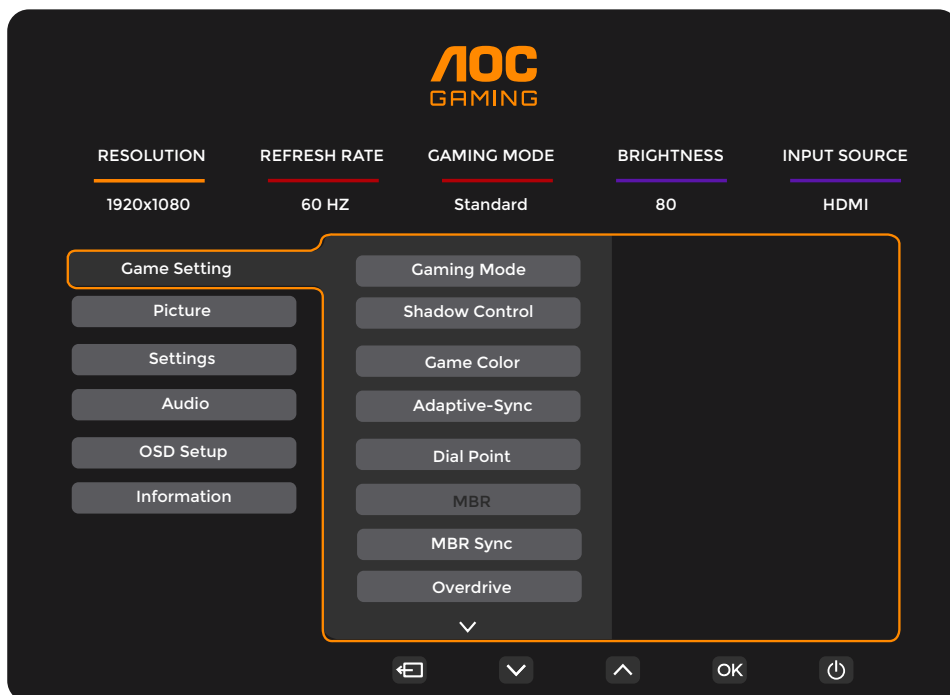 AOC
GAMING
RESOLUTION REFRESH RATE GAMING MODE BRIGHTNESS INPUT SOURCE
1920x1080 60 HZ Standard 80 HDMI
Game Setting
Picture
Settings
Audio
OSD Setup
Information
Gaming Mode
Shadow Control
Game Color
Adaptive-Sync
Dial Point
MBR
MBR Sync
Overdrive
OK